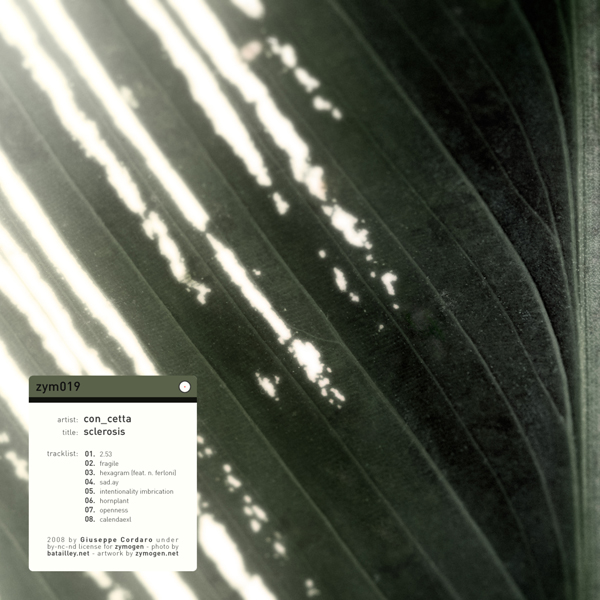 zym019
artist: con_cetta
title: sclerosis
tracklist: 01. 2.53
02. fragile
03. hexagram (feat. n. ferloni)
04. sad.ay
05. intentionality imbrication
06. hornplant
07. openness
08. calendaexl
2008 by Giuseppe Cordaro under
by-nc-nd license for zymogen - photo by
batailley.net - artwork by zymogen.net